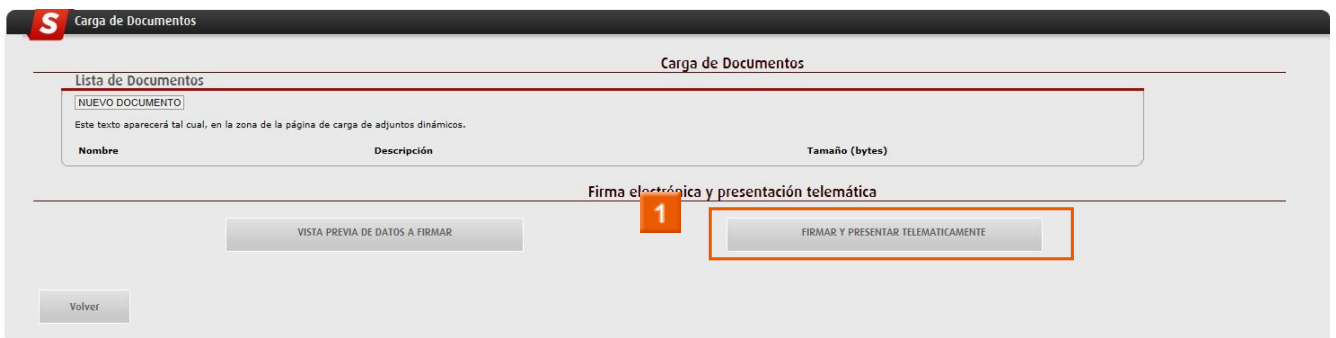 S Carga de Documentos
Carga de Documentos
Lista de Documentos
NUEVO DOCUMENTO
Este texto aparecerá tal cual, en la zona de la página de carga de adjuntos dinámicos.
Nombre Descripción Tamaño (bytes)
Firma electrónica y presentación telemática
1
VISTA PREVIA DE DATOS A FIRMAR FIRMAR Y PRESENTAR TELEMATICAMENTE
Volver